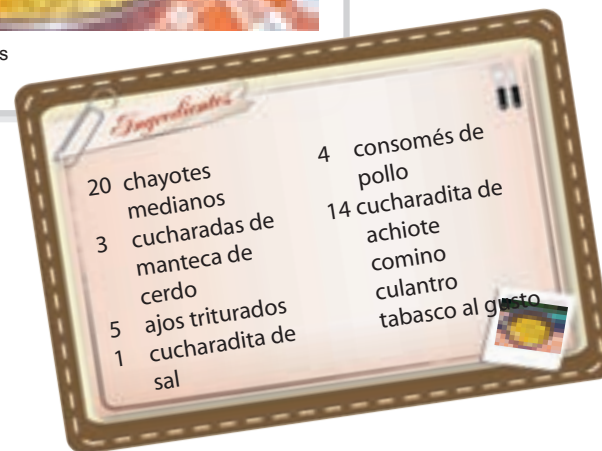 s
Ingredientes
20 chayotes
medianos
3 cucharadas de
manteca de
cerdo
5 ajos triturados
1 cucharadita de
sal
4 consomés de
pollo
14 cucharadita de
achiote
comino
culantro
tabasco al gusto